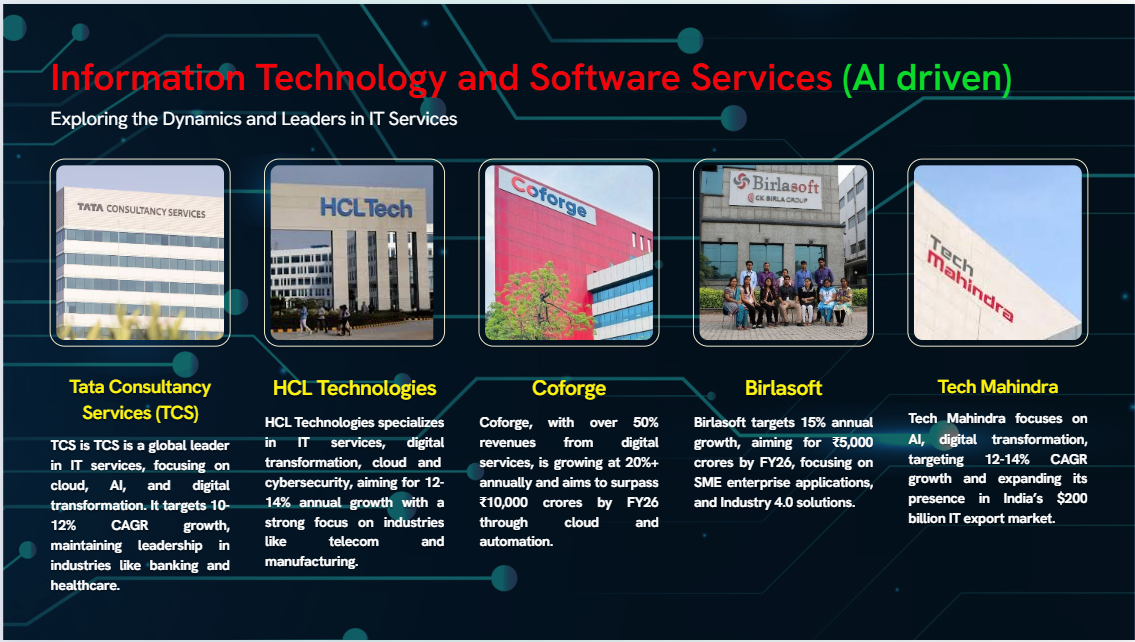 Information Technology and Software Services (AI driven)
Exploring the Dynamics and Leaders in IT Services
TATA CONSULTANCY SERVICES
HCLTech
Coforge
Birlasoft
CK BIRLA GROUP
Tech
Mahindra
Tata Consultancy
Services (TCS)
TCS is TCS is a global leader
in IT services, focusing on
cloud, AI, and digital
transformation. It targets 10-
12% CAGR growth,
maintaining leadership in
industries like banking and
healthcare.
HCL Technologies
HCL Technologies specializes
in IT services, digital
transformation, cloud and
cybersecurity, aiming for 12-
14% annual growth with a
strong focus on industries
like telecom and
manufacturing.
Coforge
Coforge, with over 50%
revenues from digital
services, is growing at 20%+
annually and aims to surpass
₹10,000 crores by FY26
through cloud and
automation.
Birlasoft
Birlasoft targets 15% annual
growth, aiming for ₹5,000
crores by FY26, focusing on
SME enterprise applications,
and Industry 4.0 solutions.
Tech Mahindra
Tech Mahindra focuses on
AI, digital transformation,
targeting 12-14% CAGR
growth and expanding its
presence in India's $200
billion IT export market.